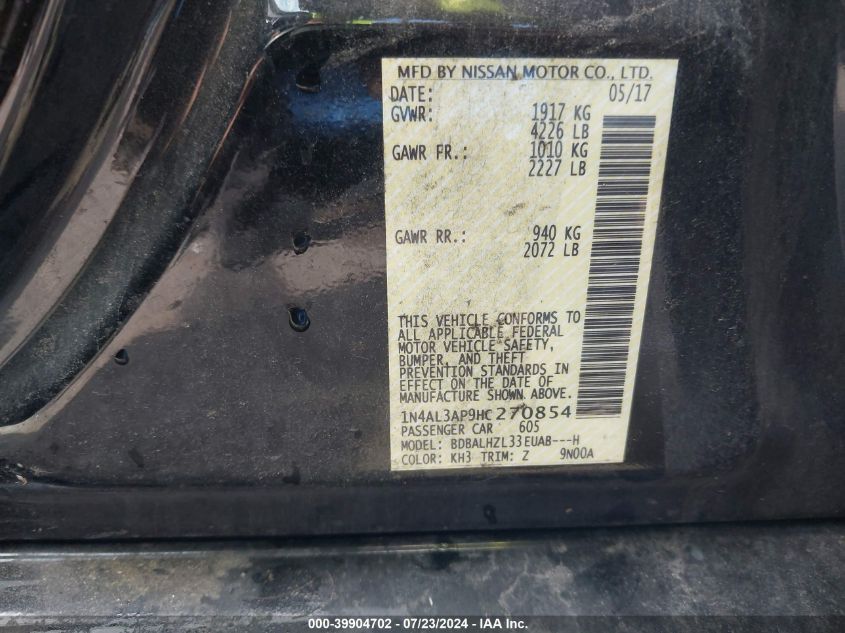 MFD BY NISSAN MOTOR CO., LTD.
DATE: 05/17
GVWR: 1917 KG
4226 LB
GAWR FR.: 1010 KG
2227 LB
GAWR RR.: 940 KG
2072 LB
THIS VEHICLE CONFORMS TO
ALL APPLICABLE FEDERAL
MOTOR VEHICLE SAFETY,
BUMPER, AND THEFT
PREVENTION STANDARDS IN
EFFECT ON THE DATE OF
MANUFACTURE SHOWN ABOVE.
1N4AL3AP9HC270854
PASSENGER CAR 605
MODEL: BDBALHZL33EUAB---H
COLOR: KH3 TRIM: Z 9N00A
000-39904702 - 07/23/2024 - IAA Inc.